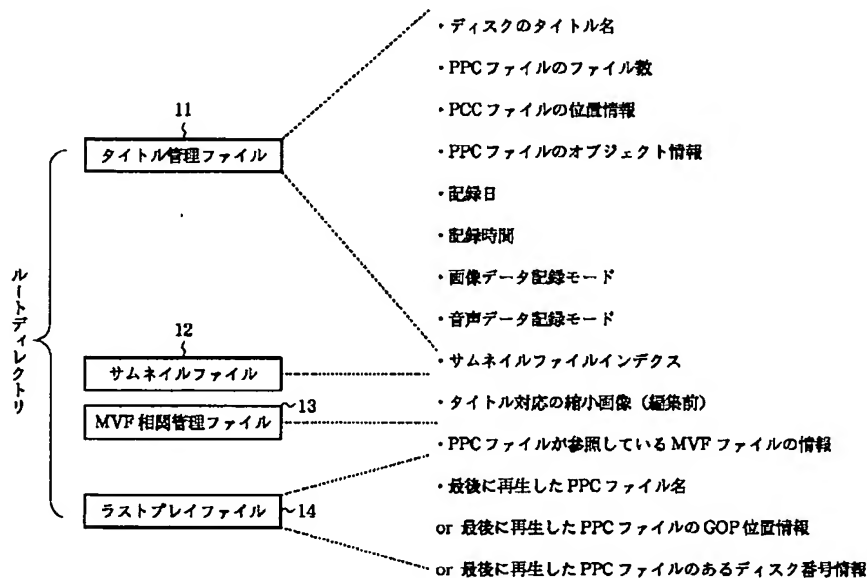 ・ディスクのタイトル名
・PPCファイルのファイル数
・PCCファイルの位置情報
・PPCファイルのオブジェクト情報
・記録日
・記録時間
・画像データ記録モード
・音声データ記録モード
・サムネイルファイルインデクス
・タイトル対応の縮小画像（編集前）
・PPCファイルが参照しているMVFファイルの情報
・最後に再生したPPCファイル名
or 最後に再生したPPCファイルのGOP位置情報
or 最後に再生したPPCファイルのあるディスク番号情報
ルートディレクトリ
11
タイトル管理ファイル
12
サムネイルファイル
13
MVF相関管理ファイル
ラストプレイファイル
14